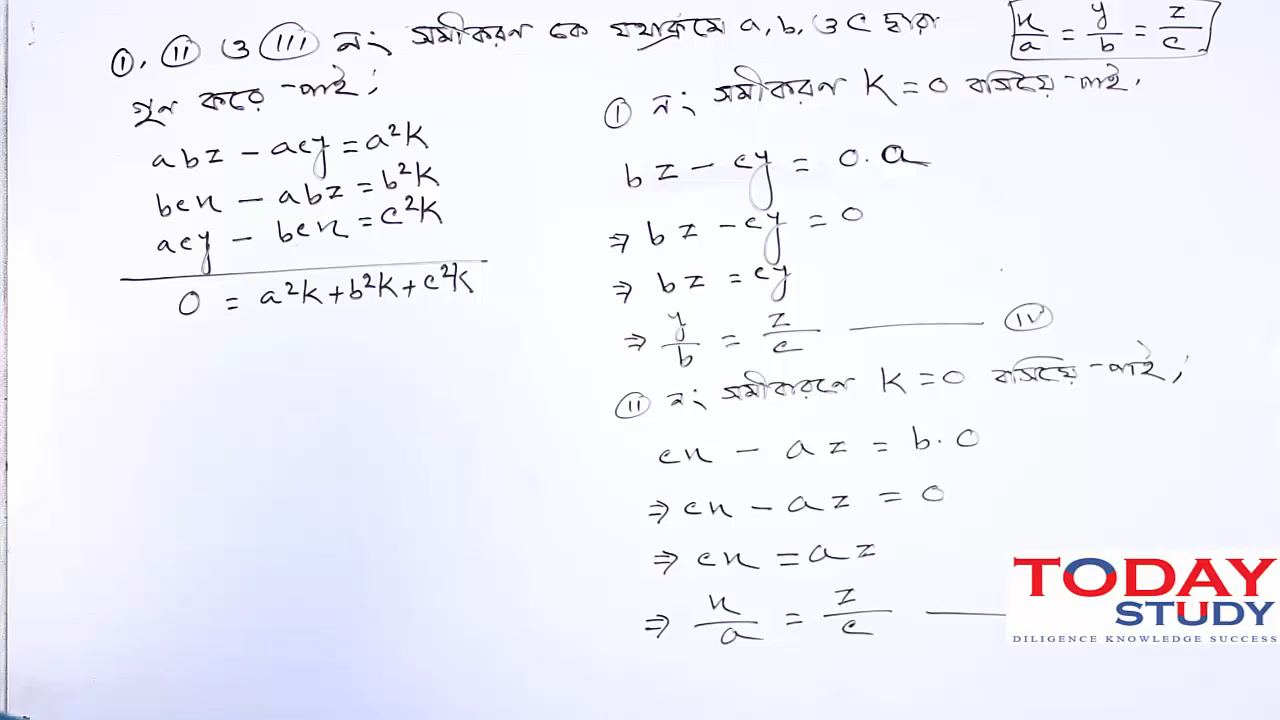 ⓘ, ⓘⓘ ও ⓘⓘⓘ নং সমীকরণ কে যথাক্রমে a, b, ও c দ্বারা
গুন করে পাই;
abz - acy = a²k
bcx - abz = b²k
acy - bcx = c²k
0 = a²k + b²k + c²k
x/a = y/b = z/c
ⓘ নং সমীকরণ K = 0 বসিয়ে পাই,
bz - cy = 0. a
⇒ bz - cy = 0
⇒ bz = cy
⇒ y/b = z/c —— (iv)
(ii) নং সমীকরণে K = 0 বসিয়ে পাই;
cx - az = b. 0
⇒ cx - az = 0
⇒ cx = az
⇒ x/a = z/c ——
TODAY
STUDY
DILIGENCE KNOWLEDGE SUCCESS